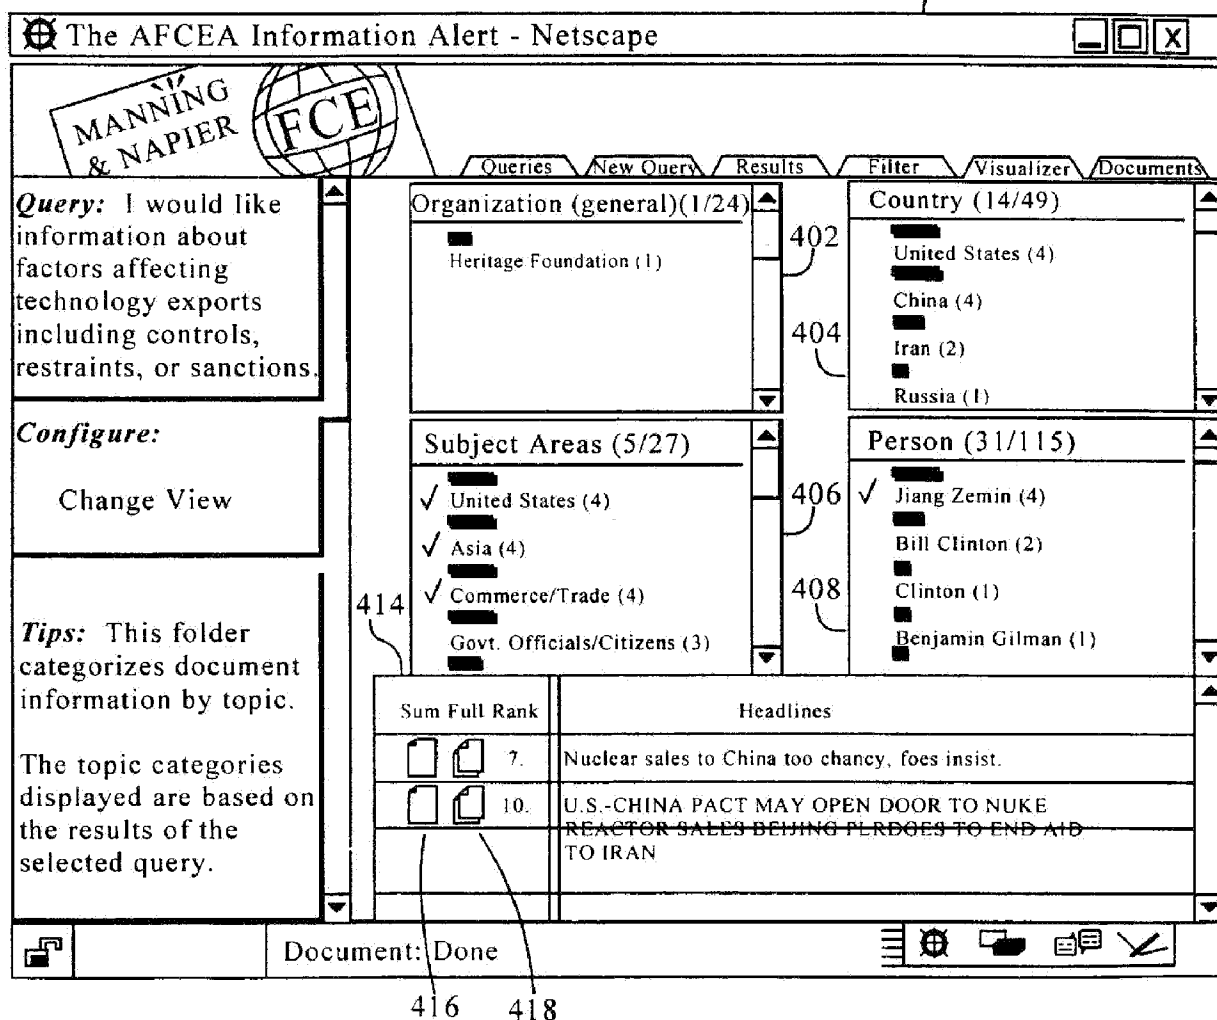 The AFCEA Information Alert - Netscape
X
MANNING
& NAPIER
FCE
Queries New Query Results Filter Visualizer Documents
Query: I would like
information about
factors affecting
technology exports
including controls,
restraints, or sanctions.
Configure:
Change View
Tips: This folder
categorizes document
information by topic.
The topic categories
displayed are based on
the results of the
selected query.
Organization (general)(1/24)
Heritage Foundation (1)
402
Country (14/49)
United States (4)
China (4)
Iran (2)
Russia (1)
404
Subject Areas (5/27)
United States (4)
Asia (4)
Commerce/Trade (4)
Govt. Officials/Citizens (3)
406
Person (31/115)
Jiang Zemin (4)
Bill Clinton (2)
Clinton (1)
Benjamin Gilman (1)
408
414
Sum Full Rank Headlines
7. Nuclear sales to China too chancy, foes insist.
10. U.S.-CHINA PACT MAY OPEN DOOR TO NUKE
REACTOR SALES BEIJING PLRDGES TO END AID
TO IRAN
Document: Done
416 418